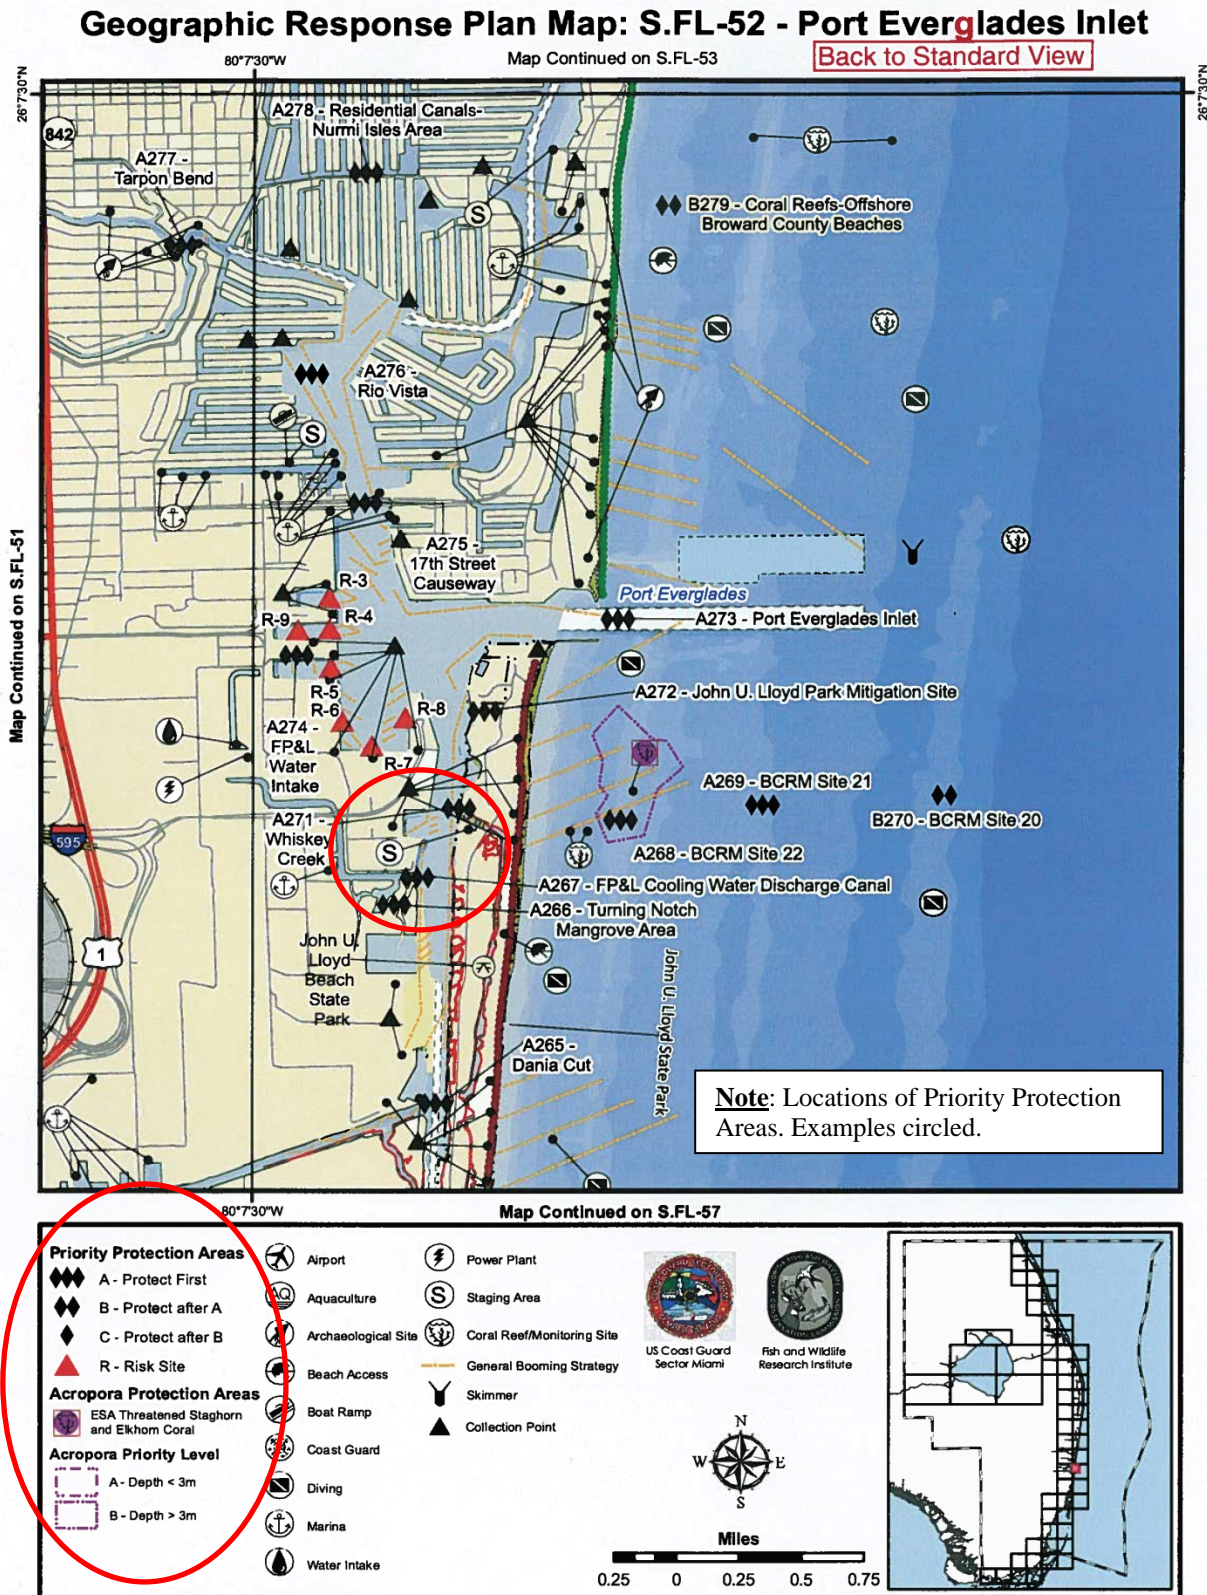 Geographic Response Plan Map: S.FL-52 - Port Everglades Inlet
Map Continued on S.FL-53
Back to Standard View
80°7'30"W
26°7'30"N
26°7'30"N
842
A278 - Residential Canals-
Nurmi Isles Area
A277 -
Tarpon Bend
S
B279 - Coral Reefs-Offshore
Broward County Beaches
A276 -
Rio Vista
S
Map Continued on S.FL-51
A275 -
17th Street
Causeway
R-3
R-4
R-9
Port Everglades
A273 - Port Everglades Inlet
R-5
R-6
R-8
A272 - John U. Lloyd Park Mitigation Site
A274 -
FP&L
Water
Intake
R-7
A269 - BCRM Site 21
B270 - BCRM Site 20
A271 -
Whiskey
Creek
S
595
A268 - BCRM Site 22
A267 - FP&L Cooling Water Discharge Canal
A266 - Turning Notch
Mangrove Area
1
John U.
Lloyd
Beach
State
Park
John U. Lloyd State Park
A265 -
Dania Cut
Note: Locations of Priority Protection
Areas. Examples circled.
80°7'30"W
Map Continued on S.FL-57
Priority Protection Areas
A - Protect First
B - Protect after A
C - Protect after B
R - Risk Site
Acropora Protection Areas
ESA Threatened Staghorn
and Elkhorn Coral
Acropora Priority Level
A - Depth < 3m
B - Depth > 3m
Airport
AQ Aquaculture
Archaeological Site
Beach Access
Boat Ramp
Coast Guard
Diving
Marina
Water Intake
Power Plant
S Staging Area
Coral Reef/Monitoring Site
General Booming Strategy
Skimmer
Collection Point
US Coast Guard
Sector Miami
Fish and Wildlife
Research Institute
N
W E
S
Miles
0.25 0 0.25 0.5 0.75